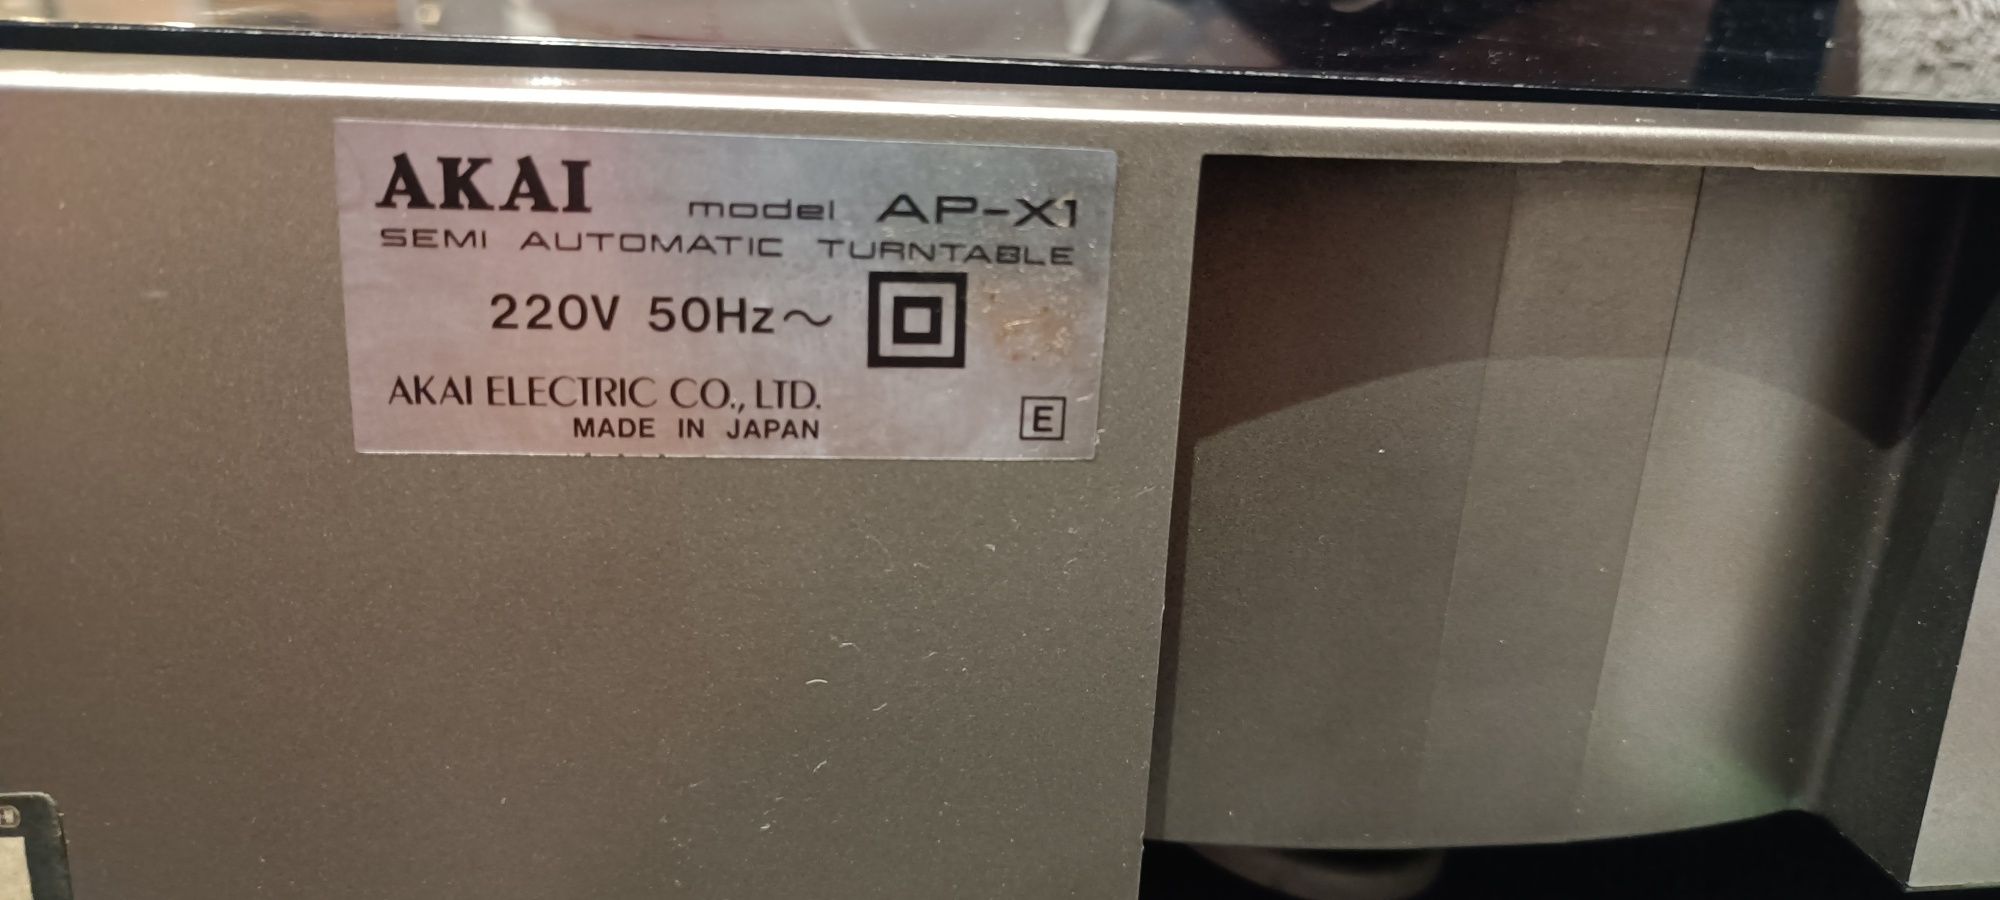 AKAI model AP-X1
SEMI AUTOMATIC TURNTABLE
220V 50Hz~
AKAI ELECTRIC CO., LTD.
MADE IN JAPAN
E